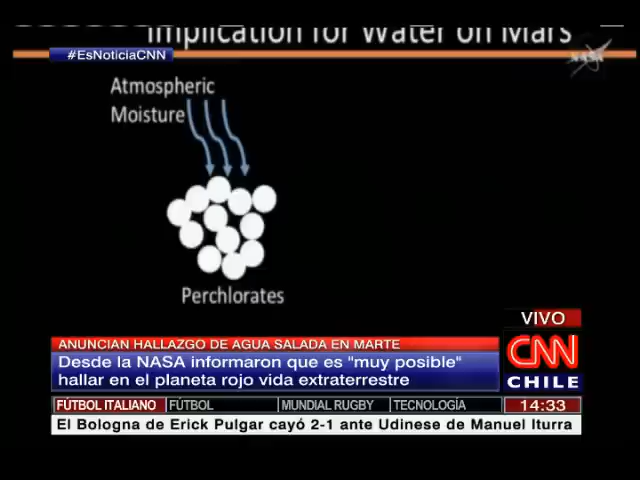 Implication for Water on Mars
#EsNoticiaCNN
NASA
Atmospheric
Moisture
Perchlorates
VIVO
ANUNCIAN HALLAZGO DE AGUA SALADA EN MARTE
Desde la NASA informaron que es "muy posible"
hallar en el planeta rojo vida extraterrestre
CNN
CHILE
FÚTBOL ITALIANO FÚTBOL MUNDIAL RUGBY TECNOLOGÍA 14:33
El Bologna de Erick Pulgar cayó 2-1 ante Udinese de Manuel Iturra